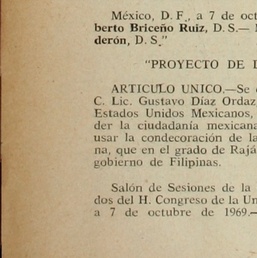 México, D. F., a 7 de oct
berto Briceño Ruiz, D. S.—
derón, D. S."
"PROYECTO DE
ARTICULO UNICO.—Se
C. Lic. Gustavo Díaz Ordaz
Estados Unidos Mexicanos,
der la ciudadanía mexicana
usar la condecoración de la
na, que en el grado de Rajá
gobierno de Filipinas.
Salón de Sesiones de la
dos del H. Congreso de la Un
a 7 de octubre de 1969.—